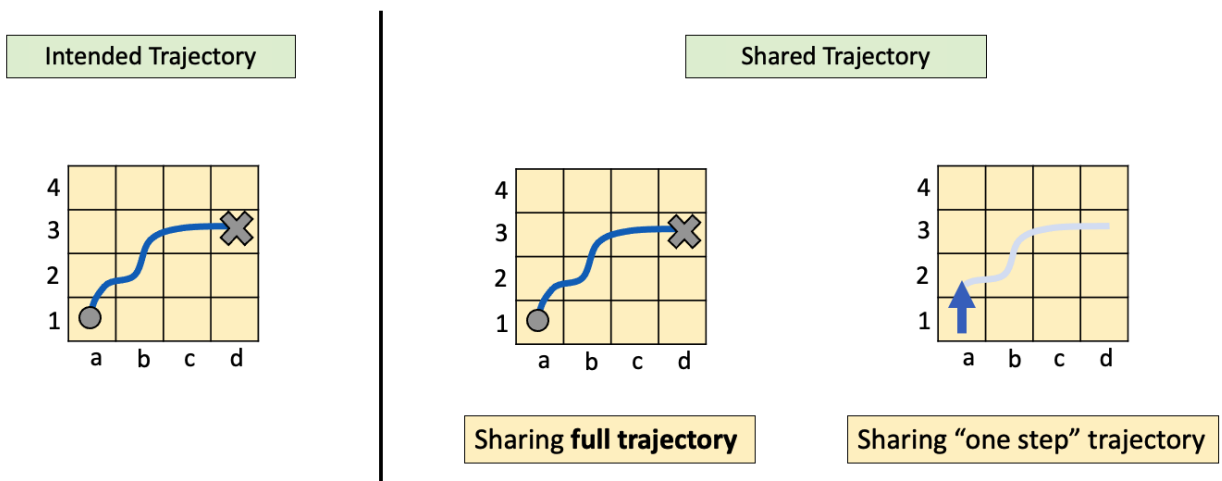 Intended Trajectory
Shared Trajectory
4
3
2
1
a b c d
4
3
2
1
a b c d
4
3
2
1
a b c d
Sharing full trajectory
Sharing “one step” trajectory